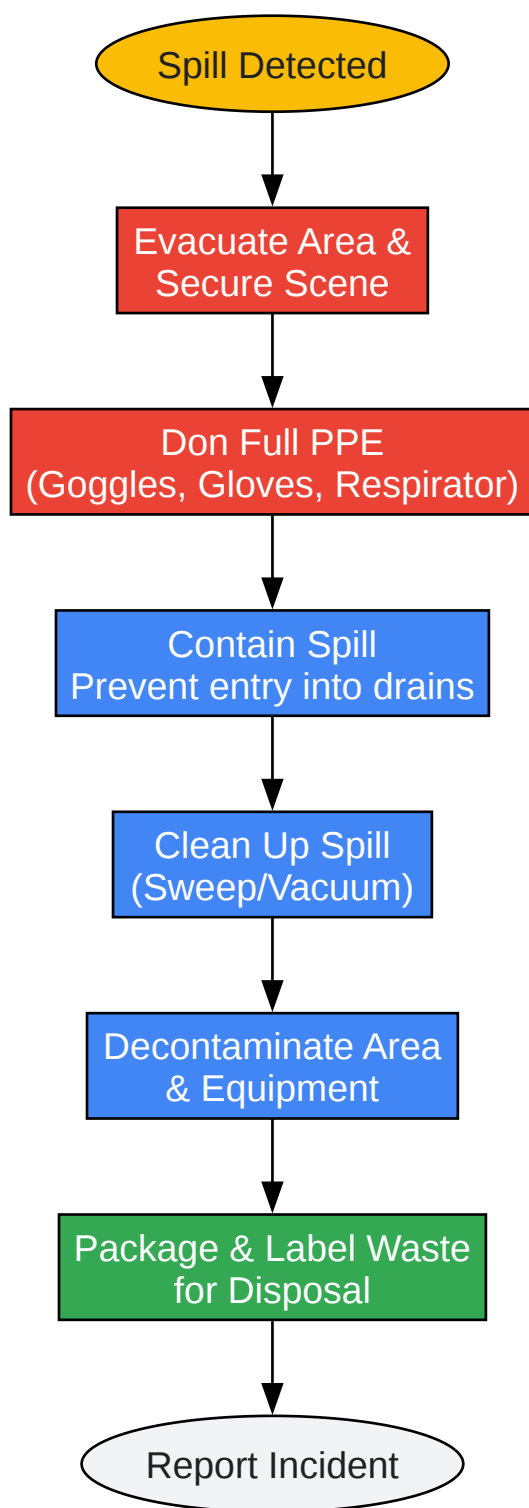 Spill Detected
Evacuate Area &
Secure Scene
Don Full PPE
(Goggles, Gloves, Respirator)
Contain Spill
Prevent entry into drains
Clean Up Spill
(Sweep/Vacuum)
Decontaminate Area
& Equipment
Package & Label Waste
for Disposal
Report Incident